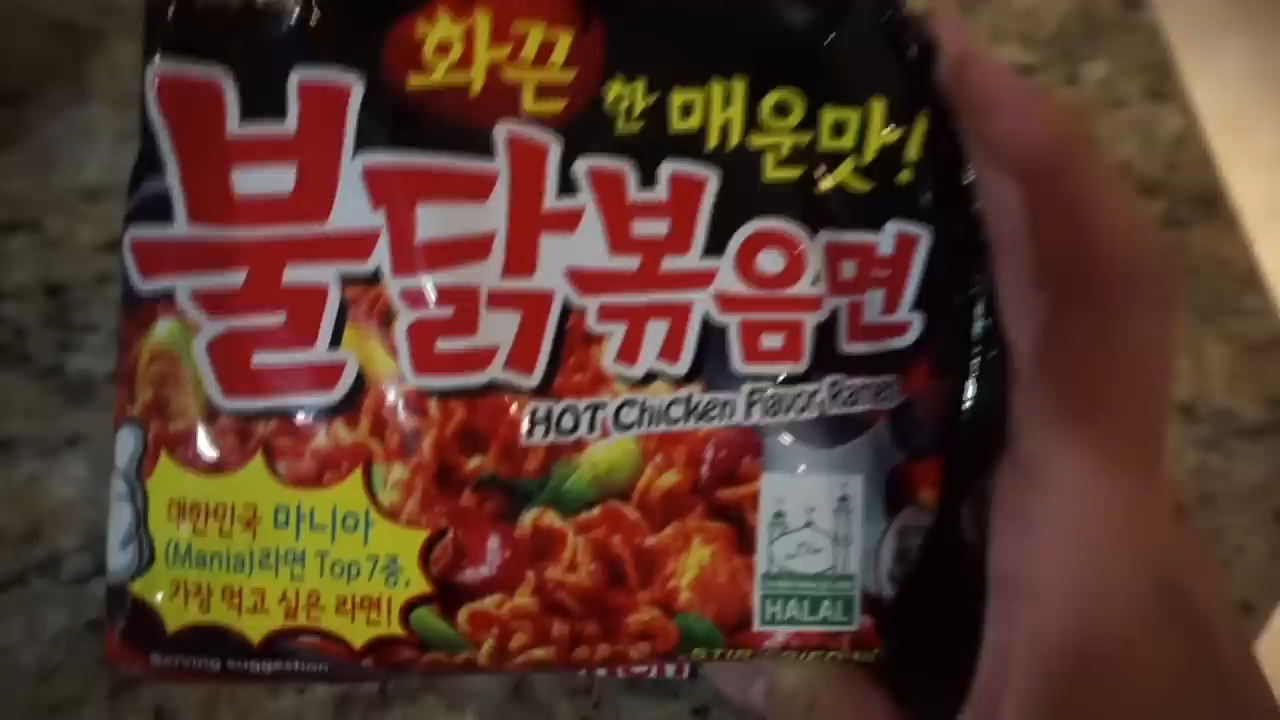 화끈 한 매운맛!
불닭볶음면
HOT Chicken Flavor Ramen
대한민국 마니아
(Mania)라면 Top7중,
가장 먹고 싶은 라면!
HALAL
Serving suggestion